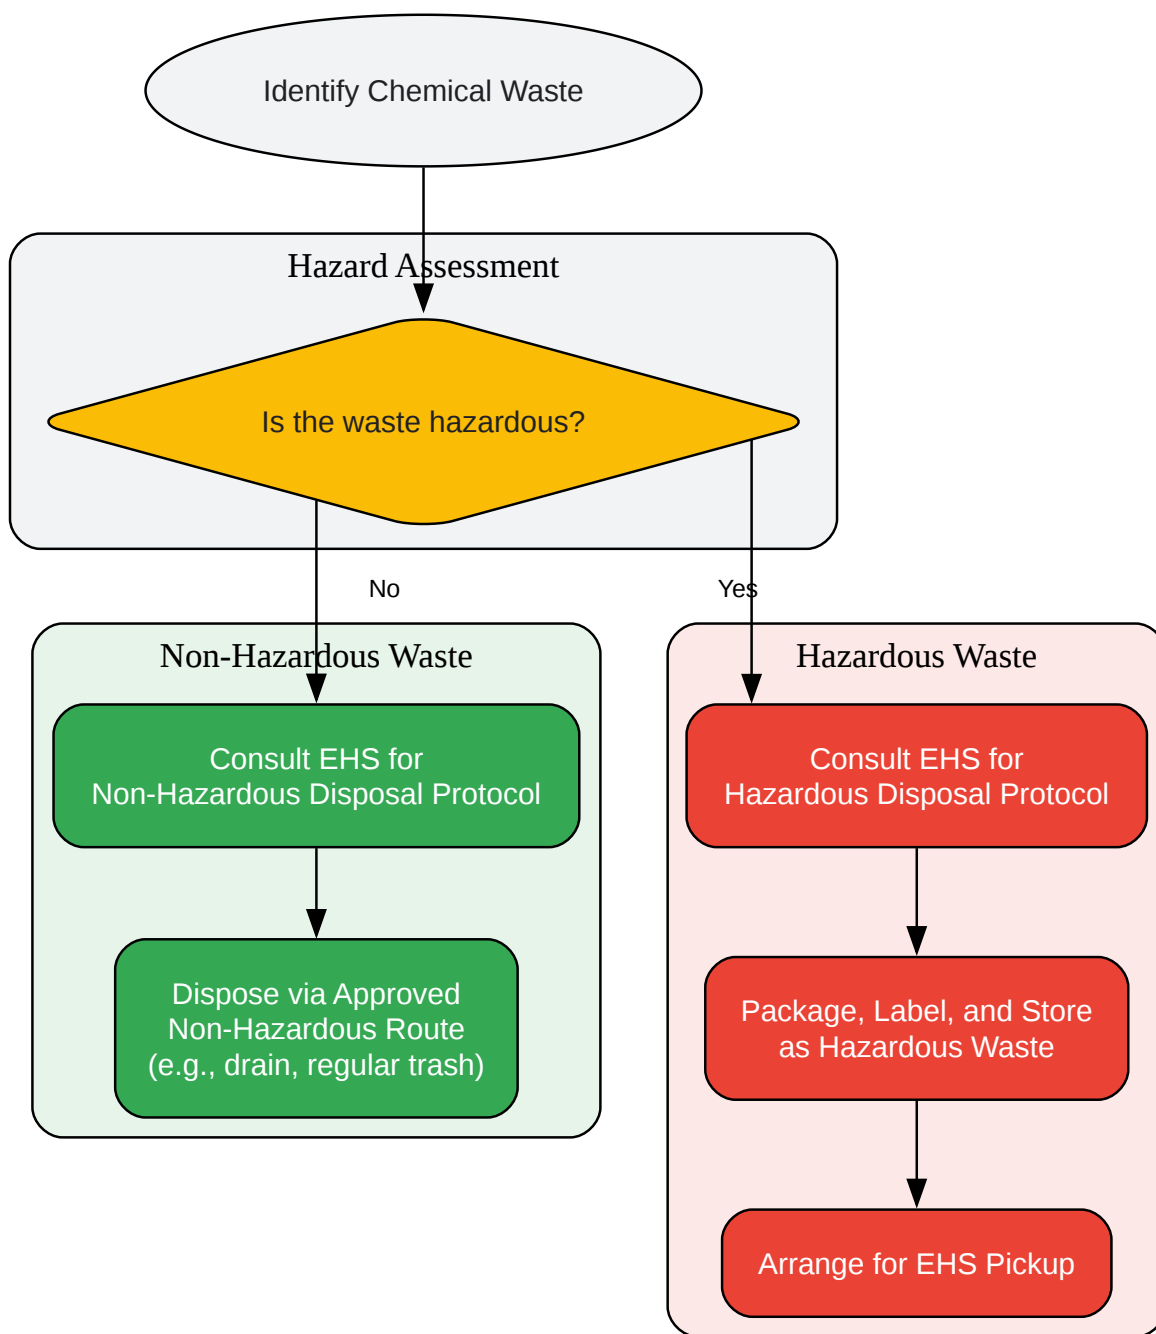 Identify Chemical Waste
Hazard Assessment
Is the waste hazardous?
No
Yes
Non-Hazardous Waste
Consult EHS for
Non-Hazardous Disposal Protocol
Dispose via Approved
Non-Hazardous Route
(e.g., drain, regular trash)
Hazardous Waste
Consult EHS for
Hazardous Disposal Protocol
Package, Label, and Store
as Hazardous Waste
Arrange for EHS Pickup